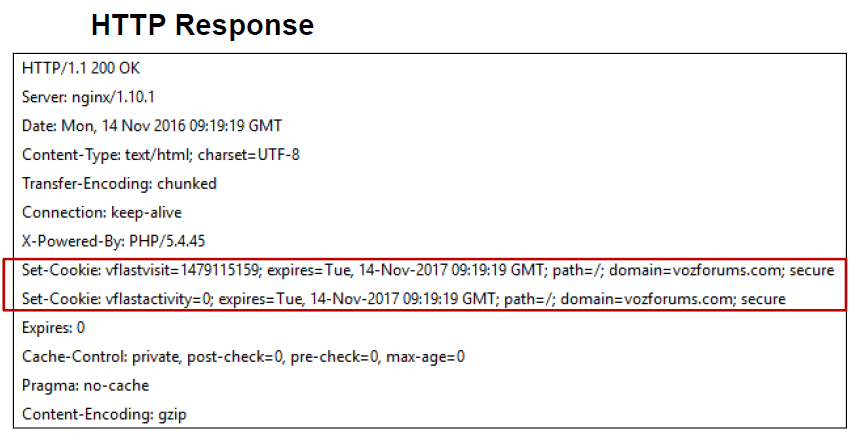 HTTP Response
HTTP/1.1 200 OK
Server: nginx/1.10.1
Date: Mon, 14 Nov 2016 09:19:19 GMT
Content-Type: text/html; charset=UTF-8
Transfer-Encoding: chunked
Connection: keep-alive
X-Powered-By: PHP/5.4.45
Set-Cookie: vflastvisit=1479115159; expires=Tue, 14-Nov-2017 09:19:19 GMT; path=/; domain=vozforums.com; secure
Set-Cookie: vflastactivity=0; expires=Tue, 14-Nov-2017 09:19:19 GMT; path=/; domain=vozforums.com; secure
Expires: 0
Cache-Control: private, post-check=0, pre-check=0, max-age=0
Pragma: no-cache
Content-Encoding: gzip